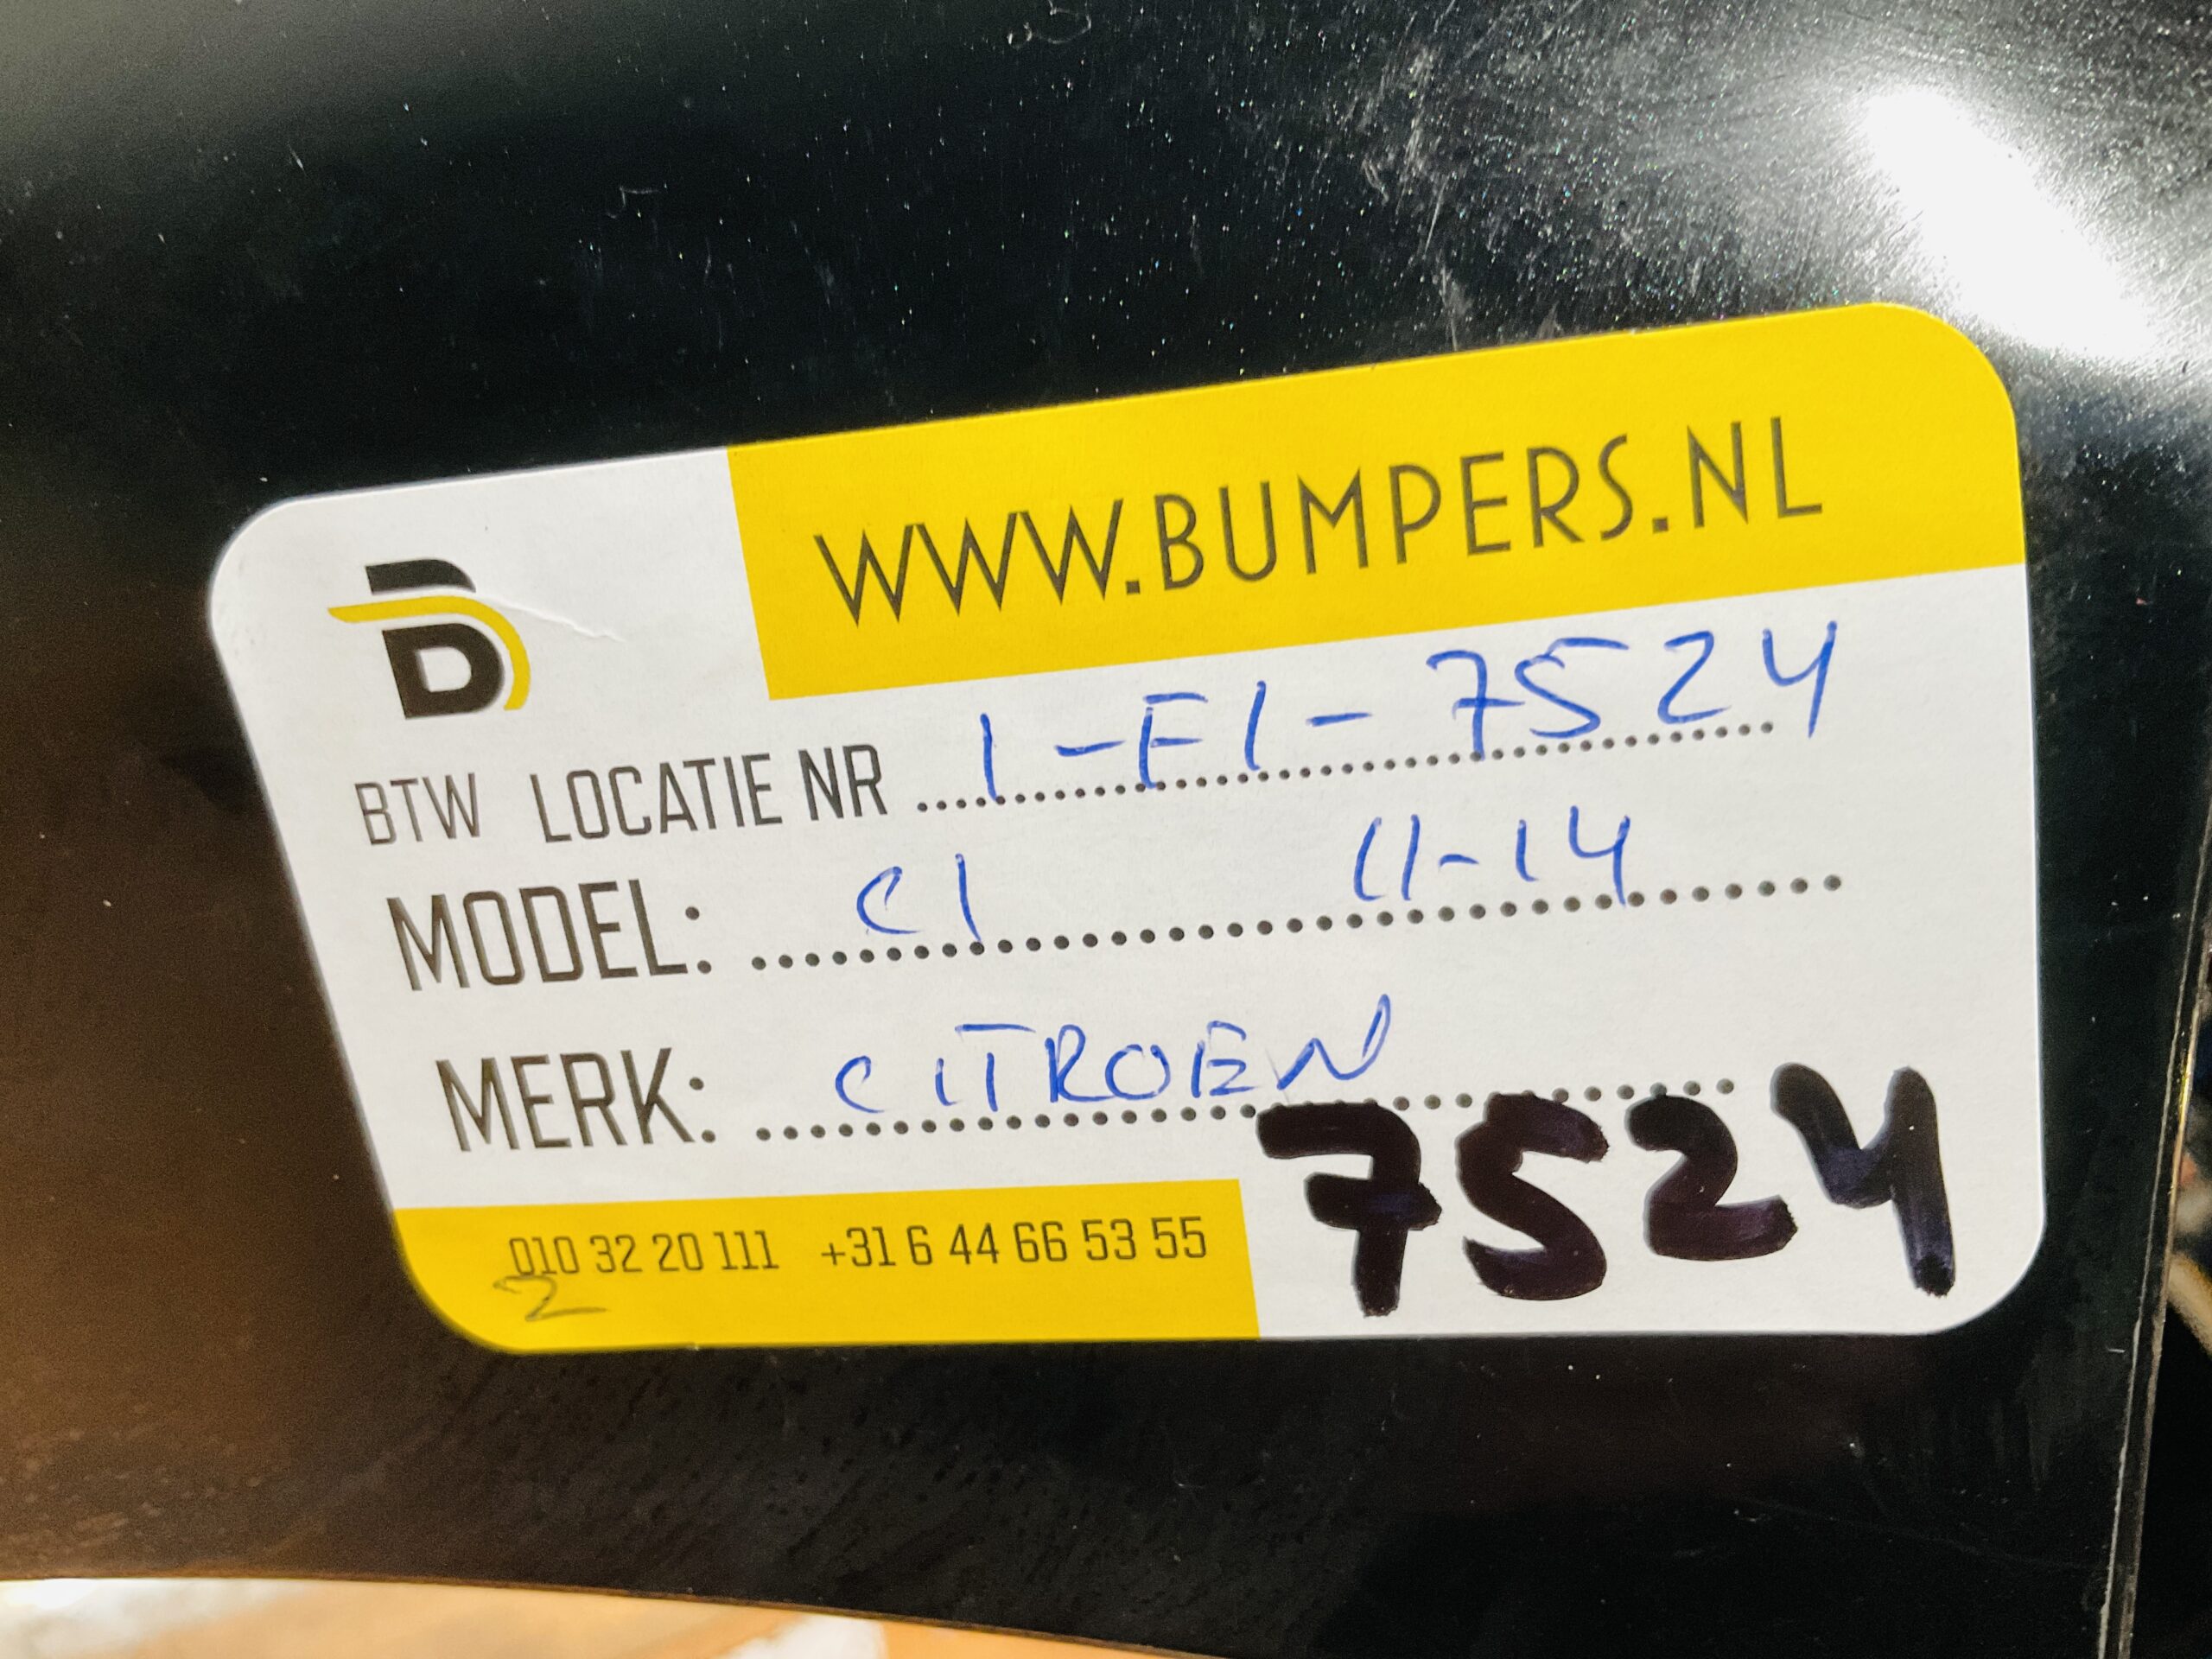 B
WWW.BUMPERS.NL
BTW LOCATIE NR 1-F1-7524
MODEL: C1 11-14
MERK: CITROEN
7524
010 32 20 111 +31 6 44 66 53 55
2